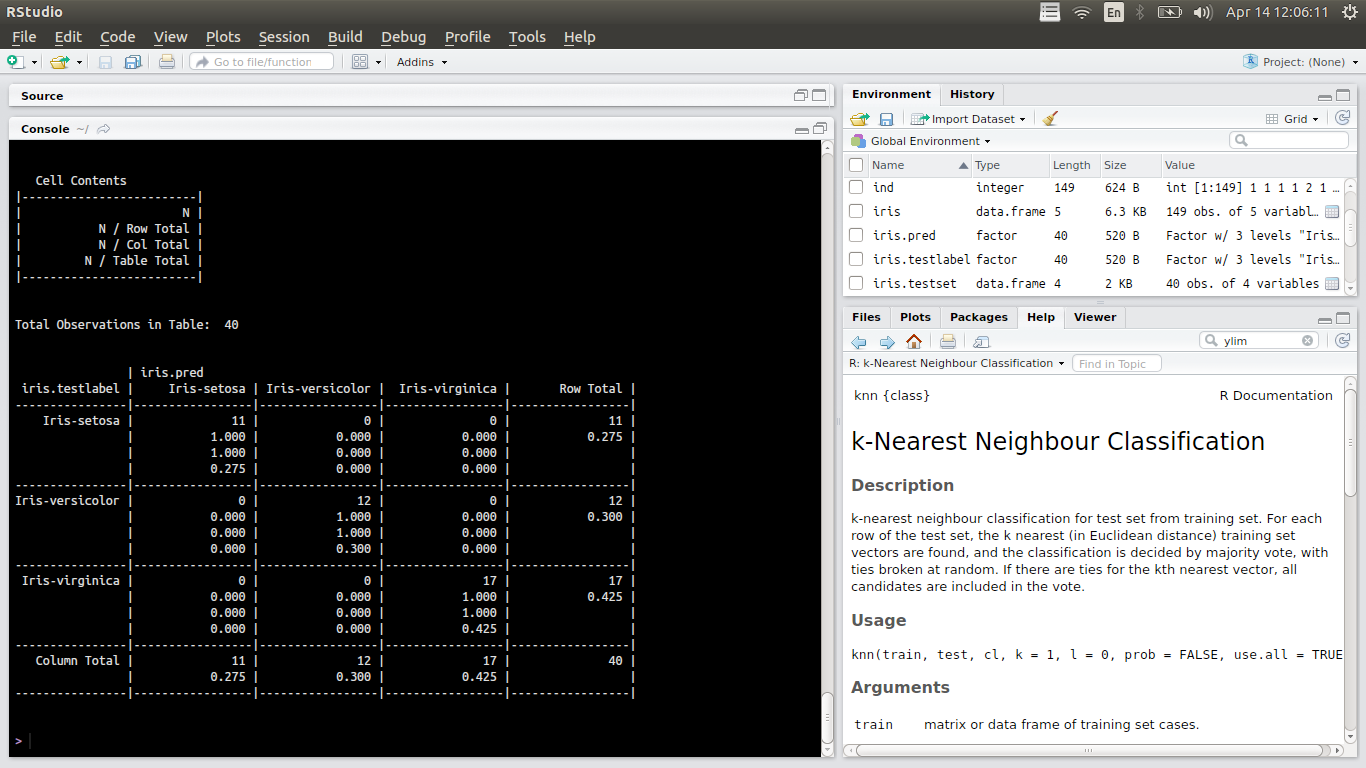 RStudio
En
Apr 14 12:06:11
File Edit Code View Plots Session Build Debug Profile Tools Help
Go to file/function
Addins
Project: (None)
Source
Console ~/
Cell Contents
|-------------------------|
| N |
| N / Row Total |
| N / Col Total |
| N / Table Total |
|-------------------------|
Total Observations in Table: 40
| iris.pred
iris.testlabel | Iris-setosa | Iris-versicolor | Iris-virginica | Row Total |
----------------|-----------------|-----------------|-----------------|-----------------|
Iris-setosa | 11 | 0 | 0 | 11 |
| 1.000 | 0.000 | 0.000 | 0.275 |
| 1.000 | 0.000 | 0.000 | |
| 0.275 | 0.000 | 0.000 | |
----------------|-----------------|-----------------|-----------------|-----------------|
Iris-versicolor | 0 | 12 | 0 | 12 |
| 0.000 | 1.000 | 0.000 | 0.300 |
| 0.000 | 1.000 | 0.000 | |
| 0.000 | 0.300 | 0.000 | |
----------------|-----------------|-----------------|-----------------|-----------------|
Iris-virginica | 0 | 0 | 17 | 17 |
| 0.000 | 0.000 | 1.000 | 0.425 |
| 0.000 | 0.000 | 1.000 | |
| 0.000 | 0.000 | 0.425 | |
----------------|-----------------|-----------------|-----------------|-----------------|
Column Total | 11 | 12 | 17 | 40 |
| 0.275 | 0.300 | 0.425 | |
----------------|-----------------|-----------------|-----------------|-----------------|
>
Environment History
Import Dataset
Grid
Global Environment
Name Type Length Size Value
ind integer 149 624 B int [1:149] 1 1 1 1 2 1 …
iris data.frame 5 6.3 KB 149 obs. of 5 variabl…
iris.pred factor 40 520 B Factor w/ 3 levels "Iris…
iris.testlabel factor 40 520 B Factor w/ 3 levels "Iris…
iris.testset data.frame 4 2 KB 40 obs. of 4 variables
Files Plots Packages Help Viewer
ylim
R: k-Nearest Neighbour Classification
Find in Topic
knn {class}
R Documentation
k-Nearest Neighbour Classification
Description
k-nearest neighbour classification for test set from training set. For each
row of the test set, the k nearest (in Euclidean distance) training set
vectors are found, and the classification is decided by majority vote, with
ties broken at random. If there are ties for the kth nearest vector, all
candidates are included in the vote.
Usage
knn(train, test, cl, k = 1, l = 0, prob = FALSE, use.all = TRUE
Arguments
train matrix or data frame of training set cases.